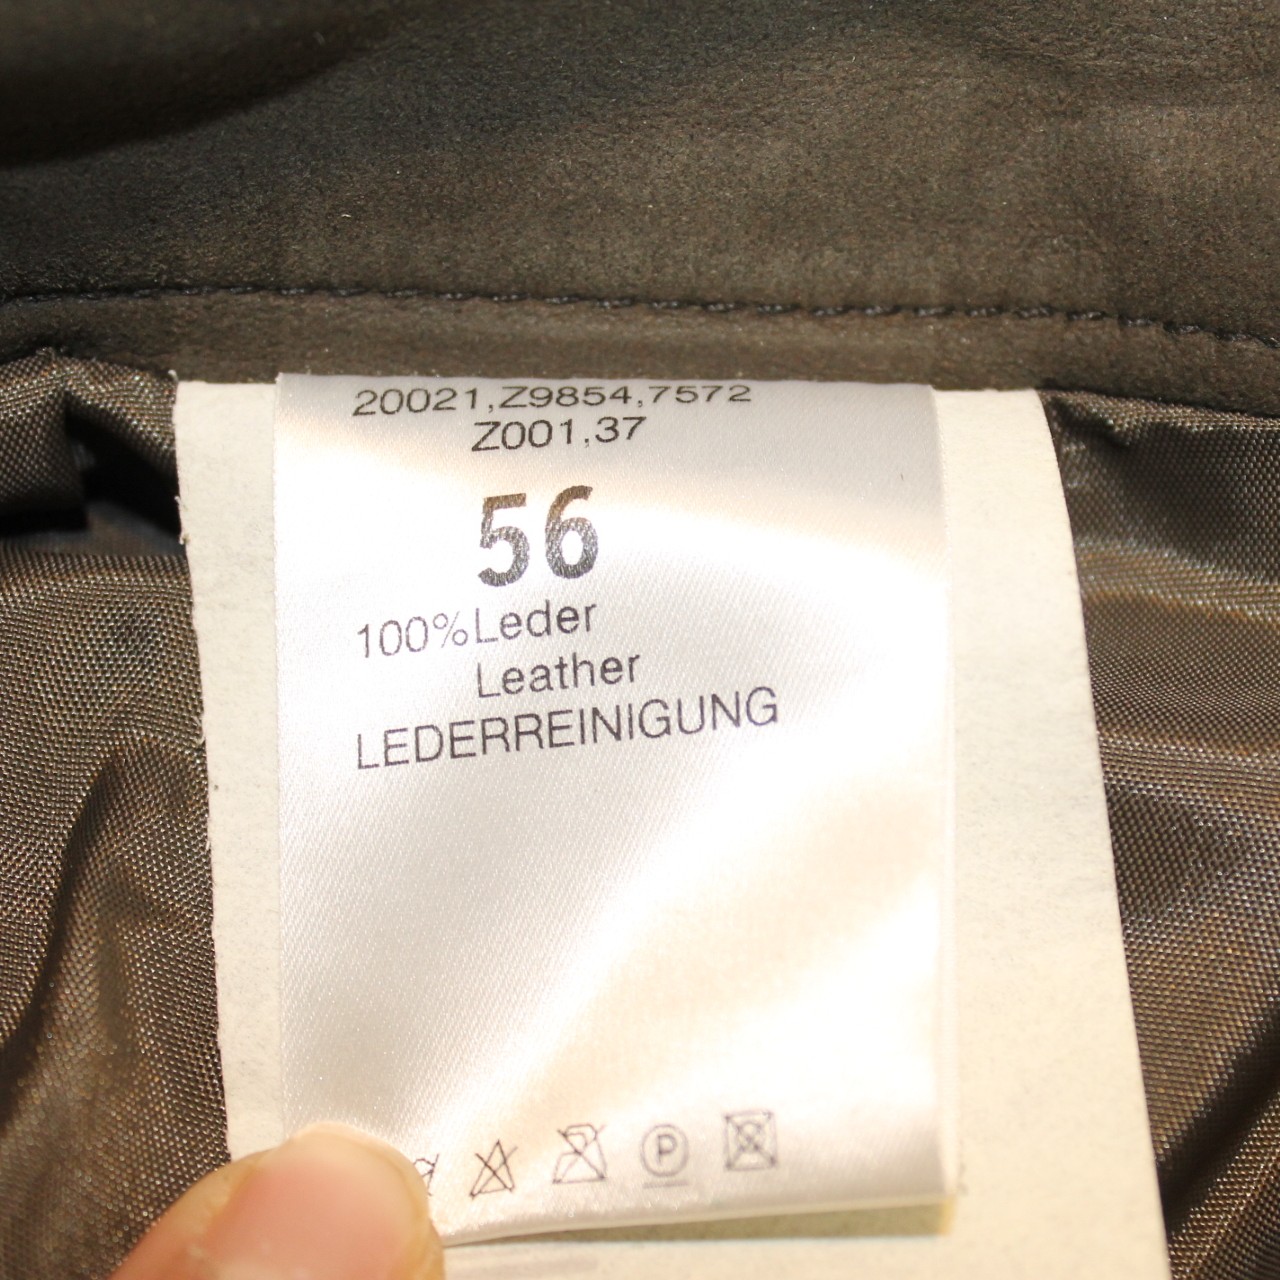 20021,Z9854,7572
Z001,37
56
100%Leder
Leather
LEDERREINIGUNG
P